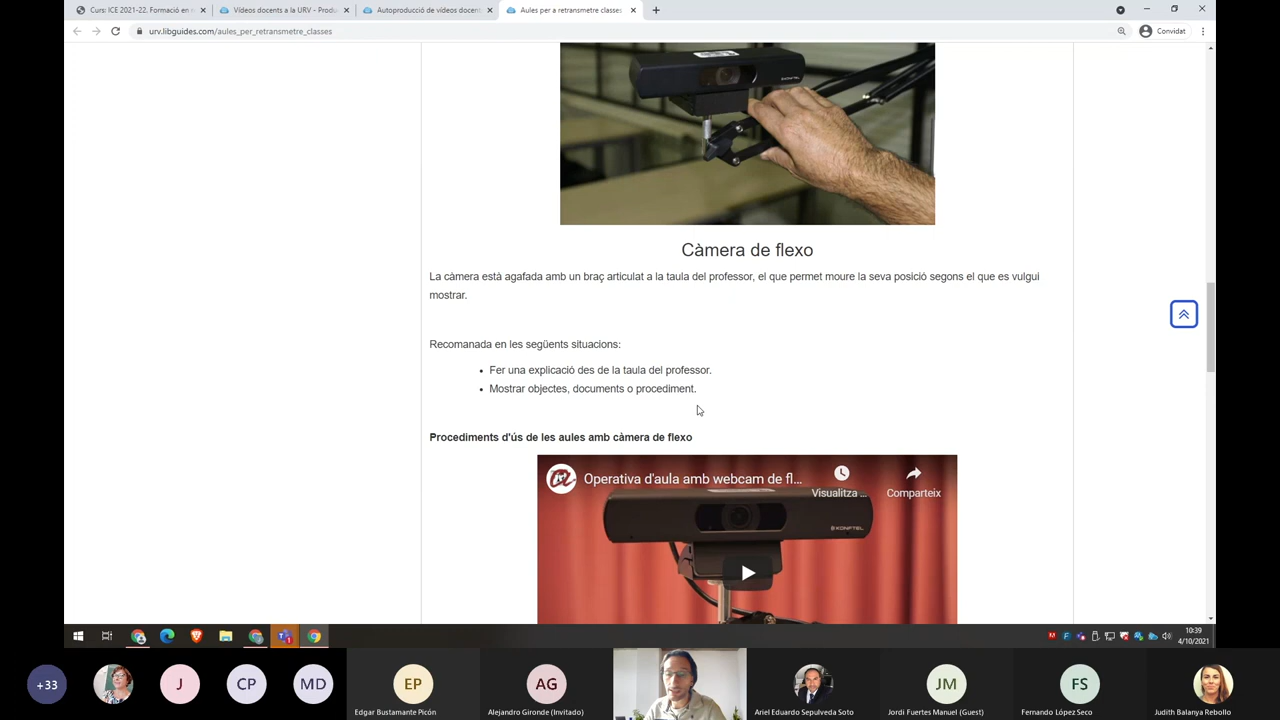 Curs: ICE 2021-22. Formació en
Vídeos docents a la URV - Produ
Autoproducció de vídeos docent
Aules per a retransmetre classes
urv.libguides.com/aules_per_retransmetre_classes
Convidat
KONFTEL
Càmera de flexo
La càmera està agafada amb un braç articulat a la taula del professor, el que permet moure la seva posició segons el que es vulgui
mostrar.
Recomanada en les següents situacions:
• Fer una explicació des de la taula del professor.
• Mostrar objectes, documents o procediment.
Procediments d'ús de les aules amb càmera de flexo
Operativa d'aula amb webcam de fl...
Visualitza ...
Comparteix
KONFTEL
10:39
4/10/2021
+33
J
CP
MD
EP
AG
JM
FS
Edgar Bustamante Picón
Alejandro Gironde (Invitado)
Ariel Eduardo Sepulveda Soto
Jordi Fuertes Manuel (Guest)
Fernando López Seco
Judith Balanya Rebollo